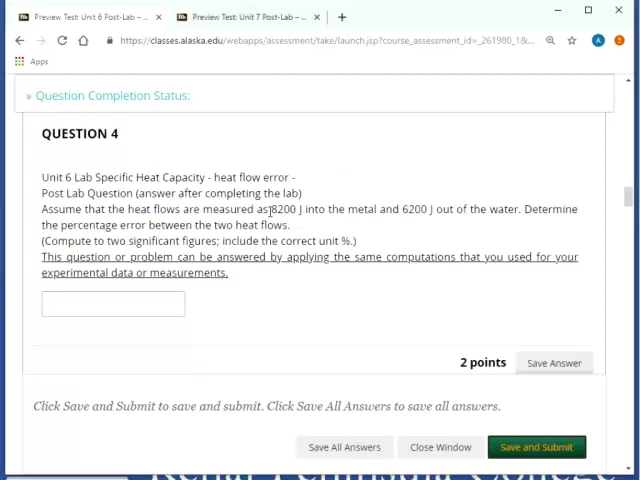 Preview Test: Unit 6 Post-Lab – ...
Preview Test: Unit 7 Post-Lab – ...
https://classes.alaska.edu/webapps/assessment/take/launch.jsp?course_assessment_id=_261980_1&...
A
Apps
Question Completion Status:
QUESTION 4
Unit 6 Lab Specific Heat Capacity - heat flow error -
Post Lab Question (answer after completing the lab)
Assume that the heat flows are measured as 8200 J into the metal and 6200 J out of the water. Determine
the percentage error between the two heat flows.
(Compute to two significant figures; include the correct unit %.)
This question or problem can be answered by applying the same computations that you used for your
experimental data or measurements.
2 points
Save Answer
Click Save and Submit to save and submit. Click Save All Answers to save all answers.
Save All Answers
Close Window
Save and Submit
Kenai Peninsula College